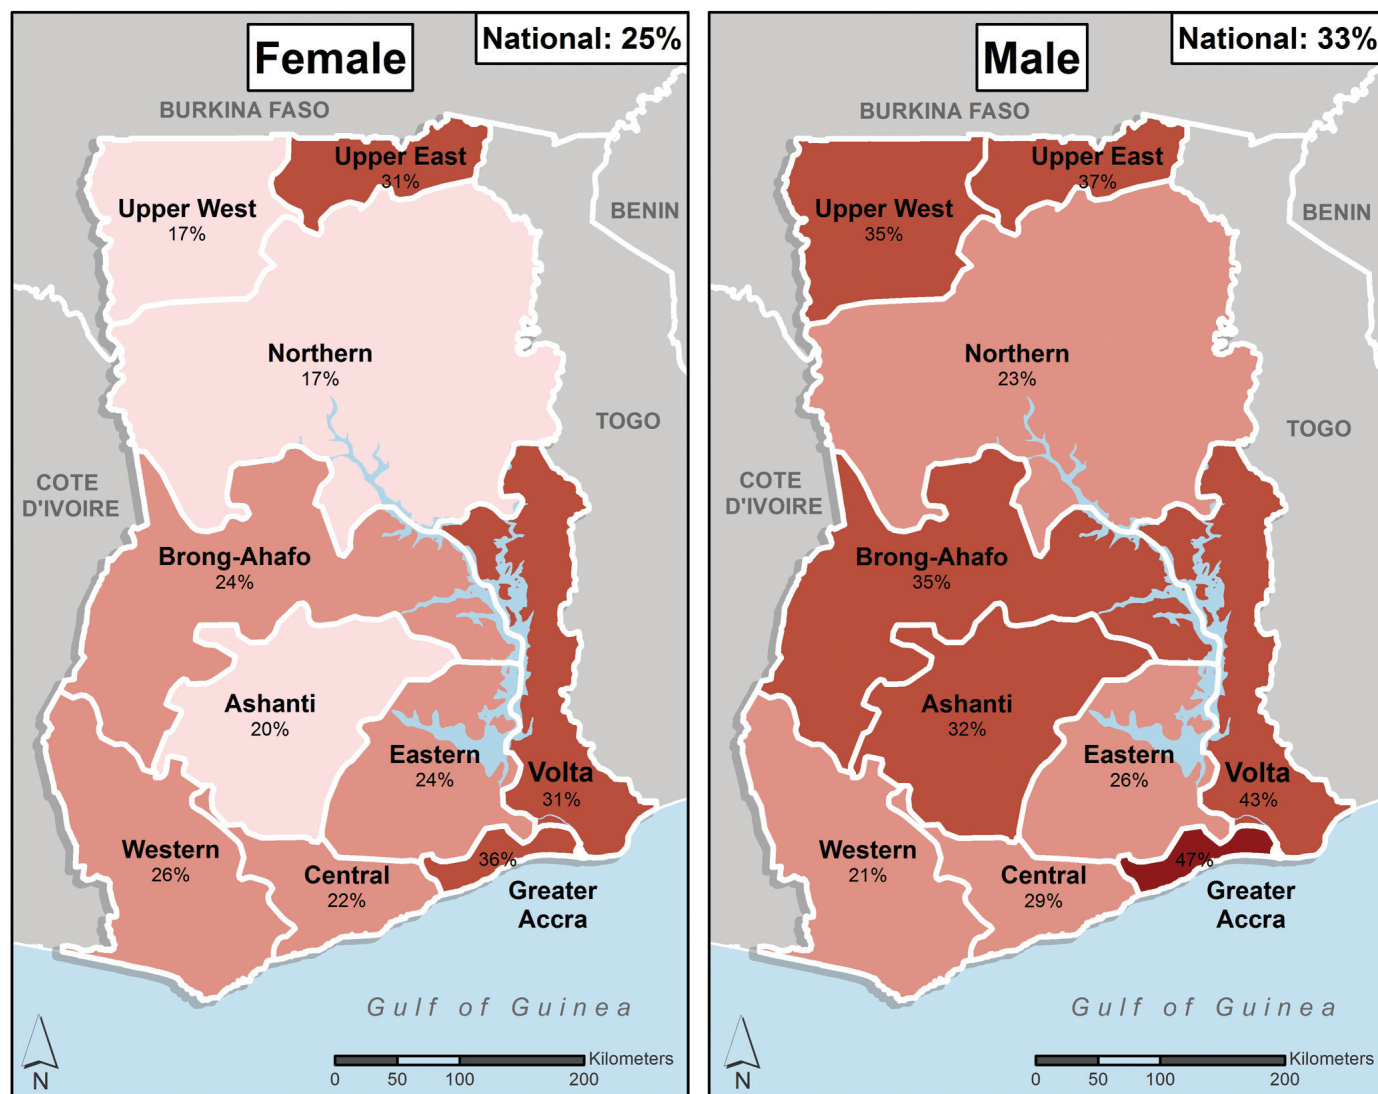 Female
National: 25%
BURKINA FASO
Upper East
31%
Upper West
17%
BENIN
Northern
17%
TOGO
COTE
D'IVOIRE
Brong-Ahafo
24%
Ashanti
20%
Eastern
24%
Volta
31%
Western
26%
Central
22%
36%
Greater
Accra
Gulf of Guinea
N
Kilometers
0 50 100 200
Male
National: 33%
BURKINA FASO
Upper East
37%
Upper West
35%
BENIN
Northern
23%
TOGO
COTE
D'IVOIRE
Brong-Ahafo
35%
Ashanti
32%
Eastern
26%
Volta
43%
Western
21%
Central
29%
47%
Greater
Accra
Gulf of Guinea
N
Kilometers
0 50 100 200